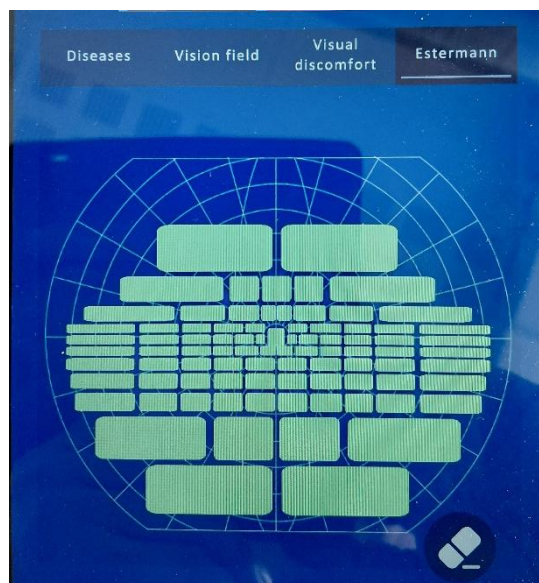 Diseases
Vision field
Visual
discomfort
Estermann